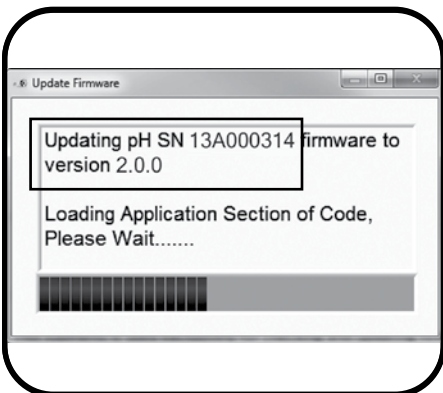 Update Firmware
Updating pH SN 13A000314 firmware to
version 2.0.0
Loading Application Section of Code,
Please Wait.......